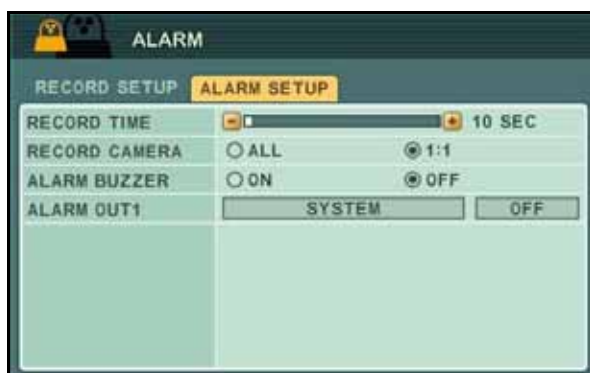 ALARM
RECORD SETUP ALARM SETUP
RECORD TIME - + 10 SEC
RECORD CAMERA ALL 1:1
ALARM BUZZER ON OFF
ALARM OUT1 SYSTEM OFF